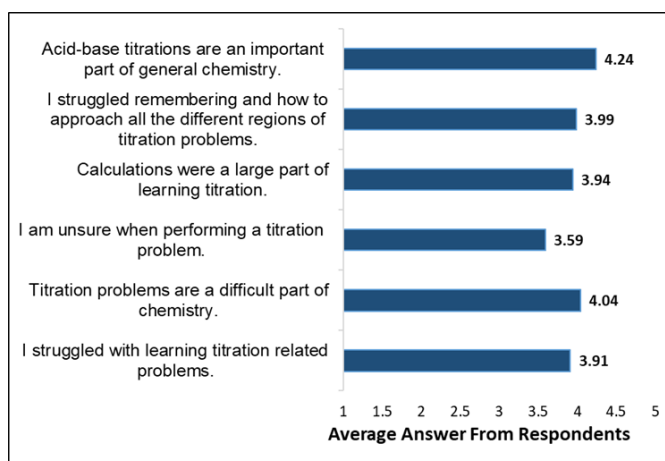 Acid-base titrations are an important
part of general chemistry.
4.24
I struggled remembering and how to
approach all the different regions of
titration problems.
3.99
Calculations were a large part of
learning titration.
3.94
I am unsure when performing a titration
problem.
3.59
Titration problems are a difficult part of
chemistry.
4.04
I struggled with learning titration related
problems.
3.91
1 1.5 2 2.5 3 3.5 4 4.5 5
Average Answer From Respondents